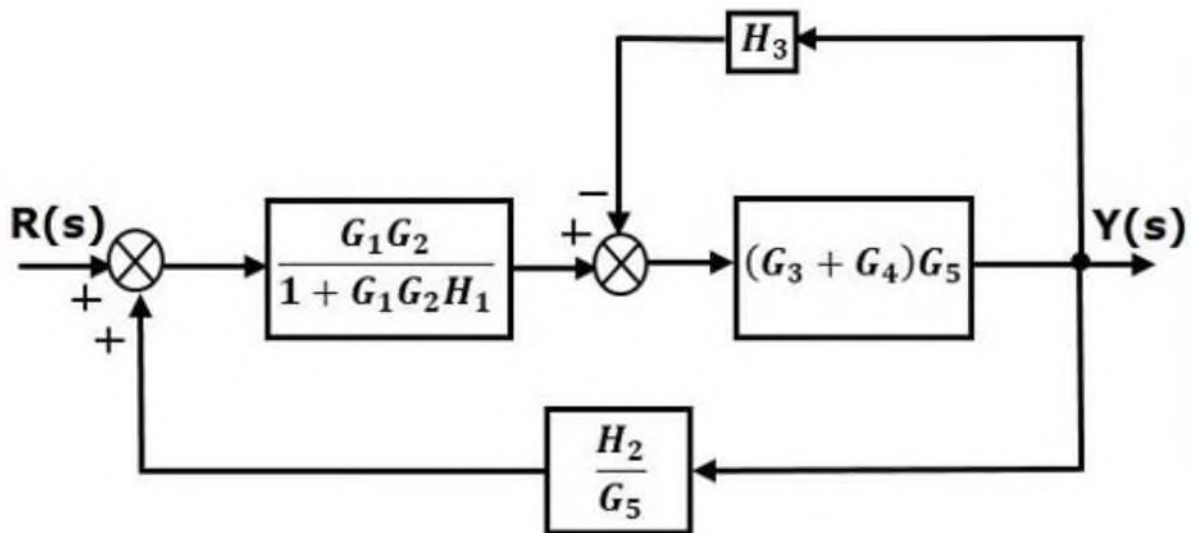 H₃
−
R(s)
+
+
G₁G₂
1 + G₁G₂H₁
+
(G₃ + G₄)G₅
Y(s)
H₂
G₅